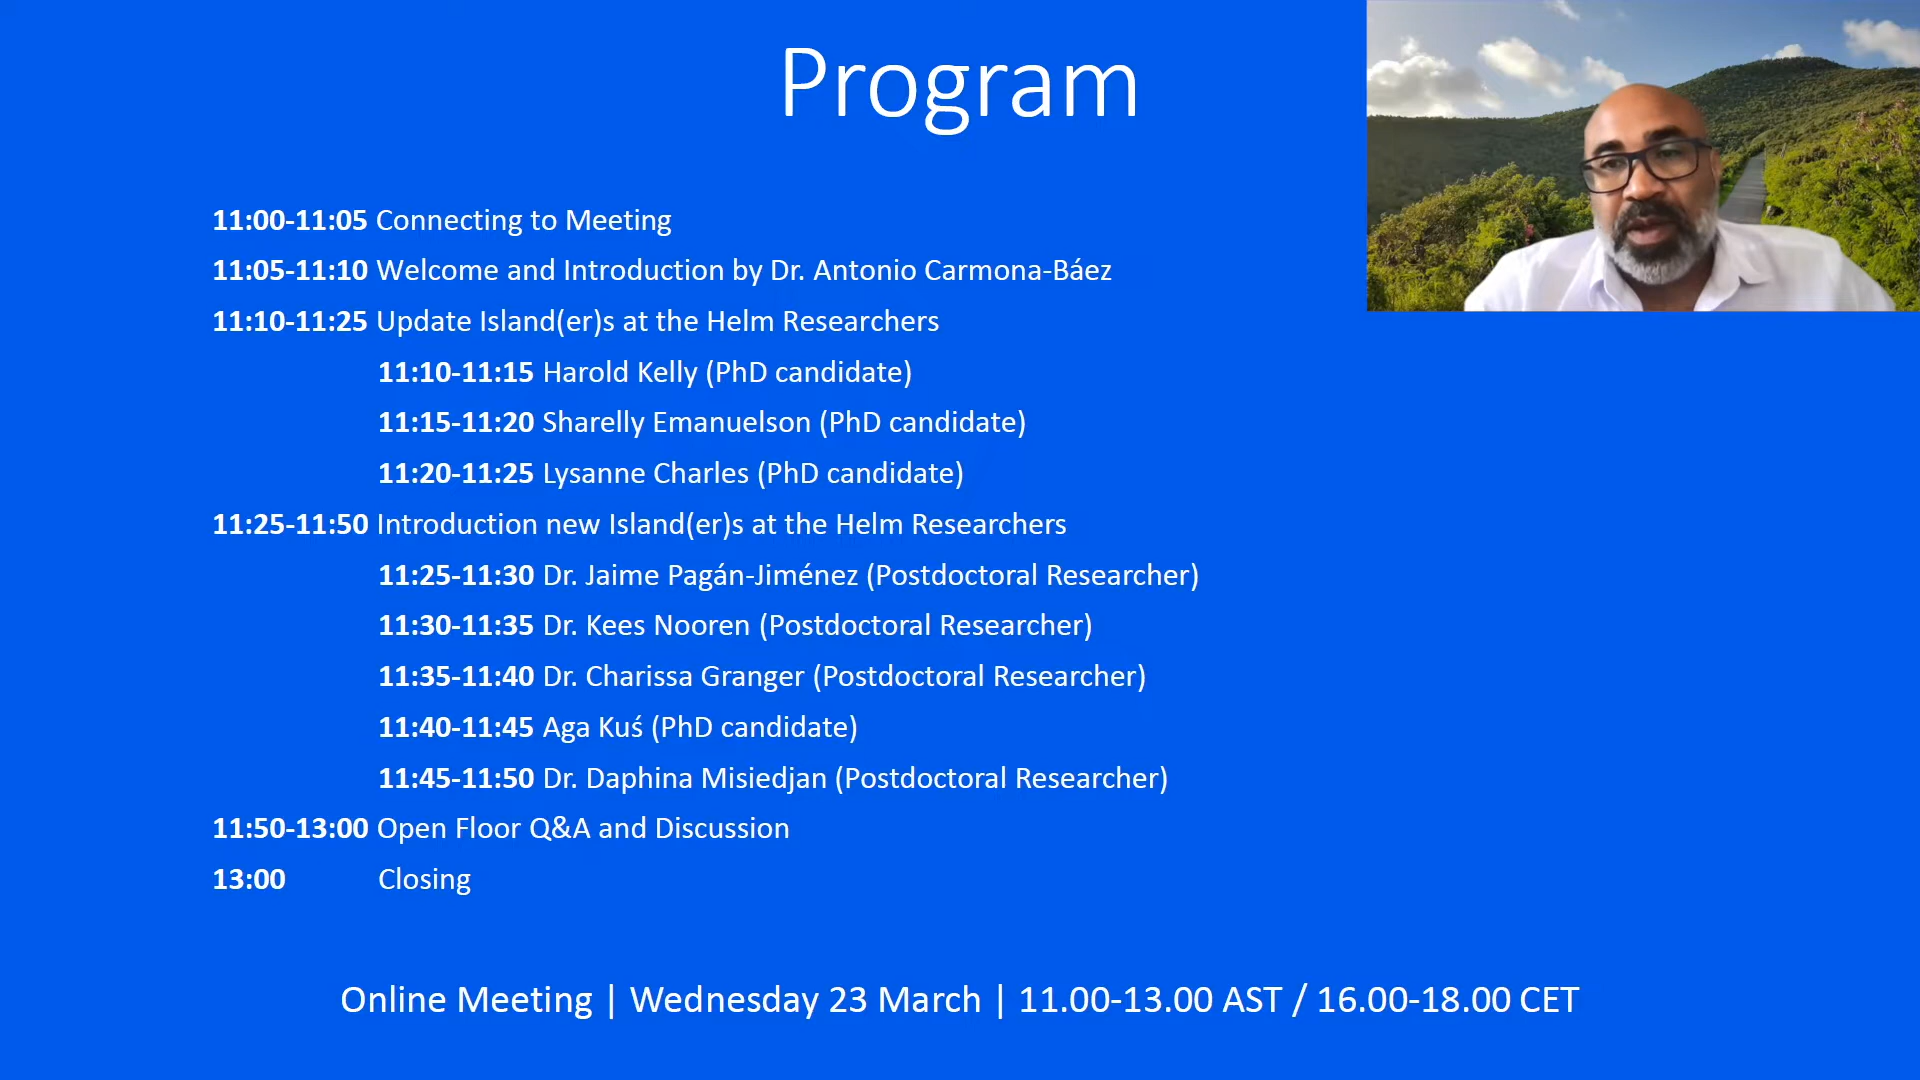 Program
11:00-11:05 Connecting to Meeting
11:05-11:10 Welcome and Introduction by Dr. Antonio Carmona-Báez
11:10-11:25 Update Island(er)s at the Helm Researchers
11:10-11:15 Harold Kelly (PhD candidate)
11:15-11:20 Sharelly Emanuelson (PhD candidate)
11:20-11:25 Lysanne Charles (PhD candidate)
11:25-11:50 Introduction new Island(er)s at the Helm Researchers
11:25-11:30 Dr. Jaime Pagán-Jiménez (Postdoctoral Researcher)
11:30-11:35 Dr. Kees Nooren (Postdoctoral Researcher)
11:35-11:40 Dr. Charissa Granger (Postdoctoral Researcher)
11:40-11:45 Aga Kuś (PhD candidate)
11:45-11:50 Dr. Daphina Misiedjan (Postdoctoral Researcher)
11:50-13:00 Open Floor Q&A and Discussion
13:00 Closing
Online Meeting | Wednesday 23 March | 11.00-13.00 AST / 16.00-18.00 CET